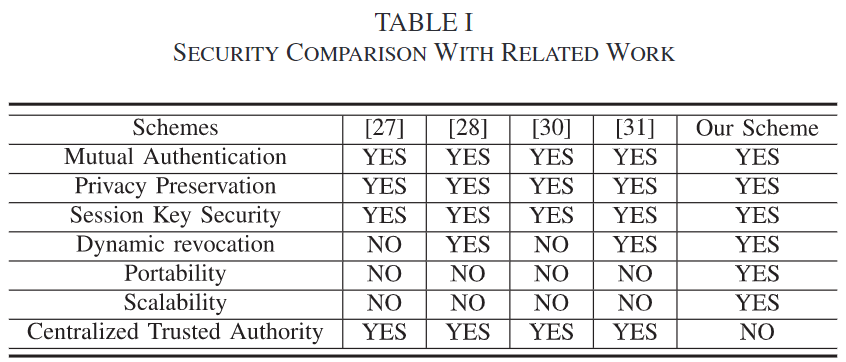 TABLE I
SECURITY COMPARISON WITH RELATED WORK
Schemes [27] [28] [30] [31] Our Scheme
Mutual Authentication YES YES YES YES YES
Privacy Preservation YES YES YES YES YES
Session Key Security YES YES YES YES YES
Dynamic revocation NO YES NO YES YES
Portability NO NO NO NO YES
Scalability NO NO NO NO YES
Centralized Trusted Authority YES YES YES YES NO